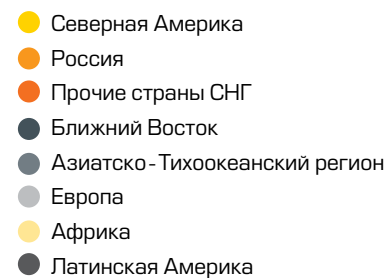 Северная Америка
Россия
Прочие страны СНГ
Ближний Восток
Азиатско-Тихоокеанский регион
Европа
Африка
Латинская Америка